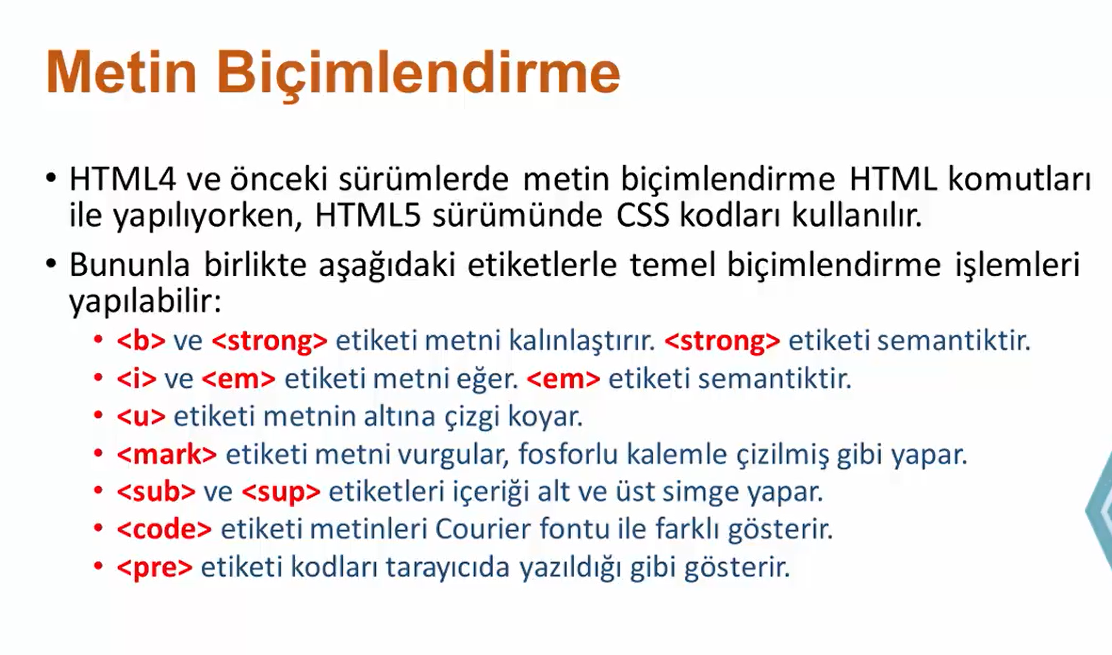 Metin Biçimlendirme
• HTML4 ve önceki sürümlerde metin biçimlendirme HTML komutları
ile yapılıyorken, HTML5 sürümünde CSS kodları kullanılır.
• Bununla birlikte aşağıdaki etiketlerle temel biçimlendirme işlemleri
yapılabilir:
• <b> ve <strong> etiketi metni kalınlaştırır. <strong> etiketi semantiktir.
• <i> ve <em> etiketi metni eğer. <em> etiketi semantiktir.
• <u> etiketi metnin altına çizgi koyar.
• <mark> etiketi metni vurgular, fosforlu kalemle çizilmiş gibi yapar.
• <sub> ve <sup> etiketleri içeriği alt ve üst simge yapar.
• <code> etiketi metinleri Courier fontu ile farklı gösterir.
• <pre> etiketi kodları tarayıcıda yazıldığı gibi gösterir.